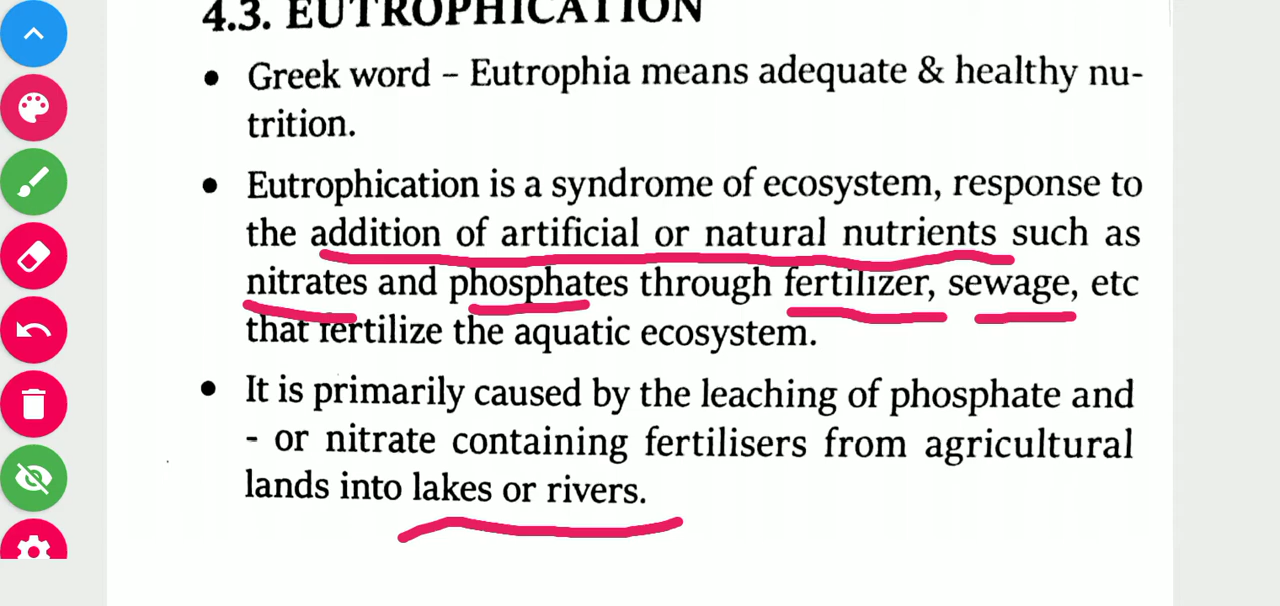 4.3. EUTROPHICATION
• Greek word – Eutrophia means adequate & healthy nu-
trition.
• Eutrophication is a syndrome of ecosystem, response to
the addition of artificial or natural nutrients such as
nitrates and phosphates through fertilizer, sewage, etc
that fertilize the aquatic ecosystem.
• It is primarily caused by the leaching of phosphate and
- or nitrate containing fertilisers from agricultural
lands into lakes or rivers.